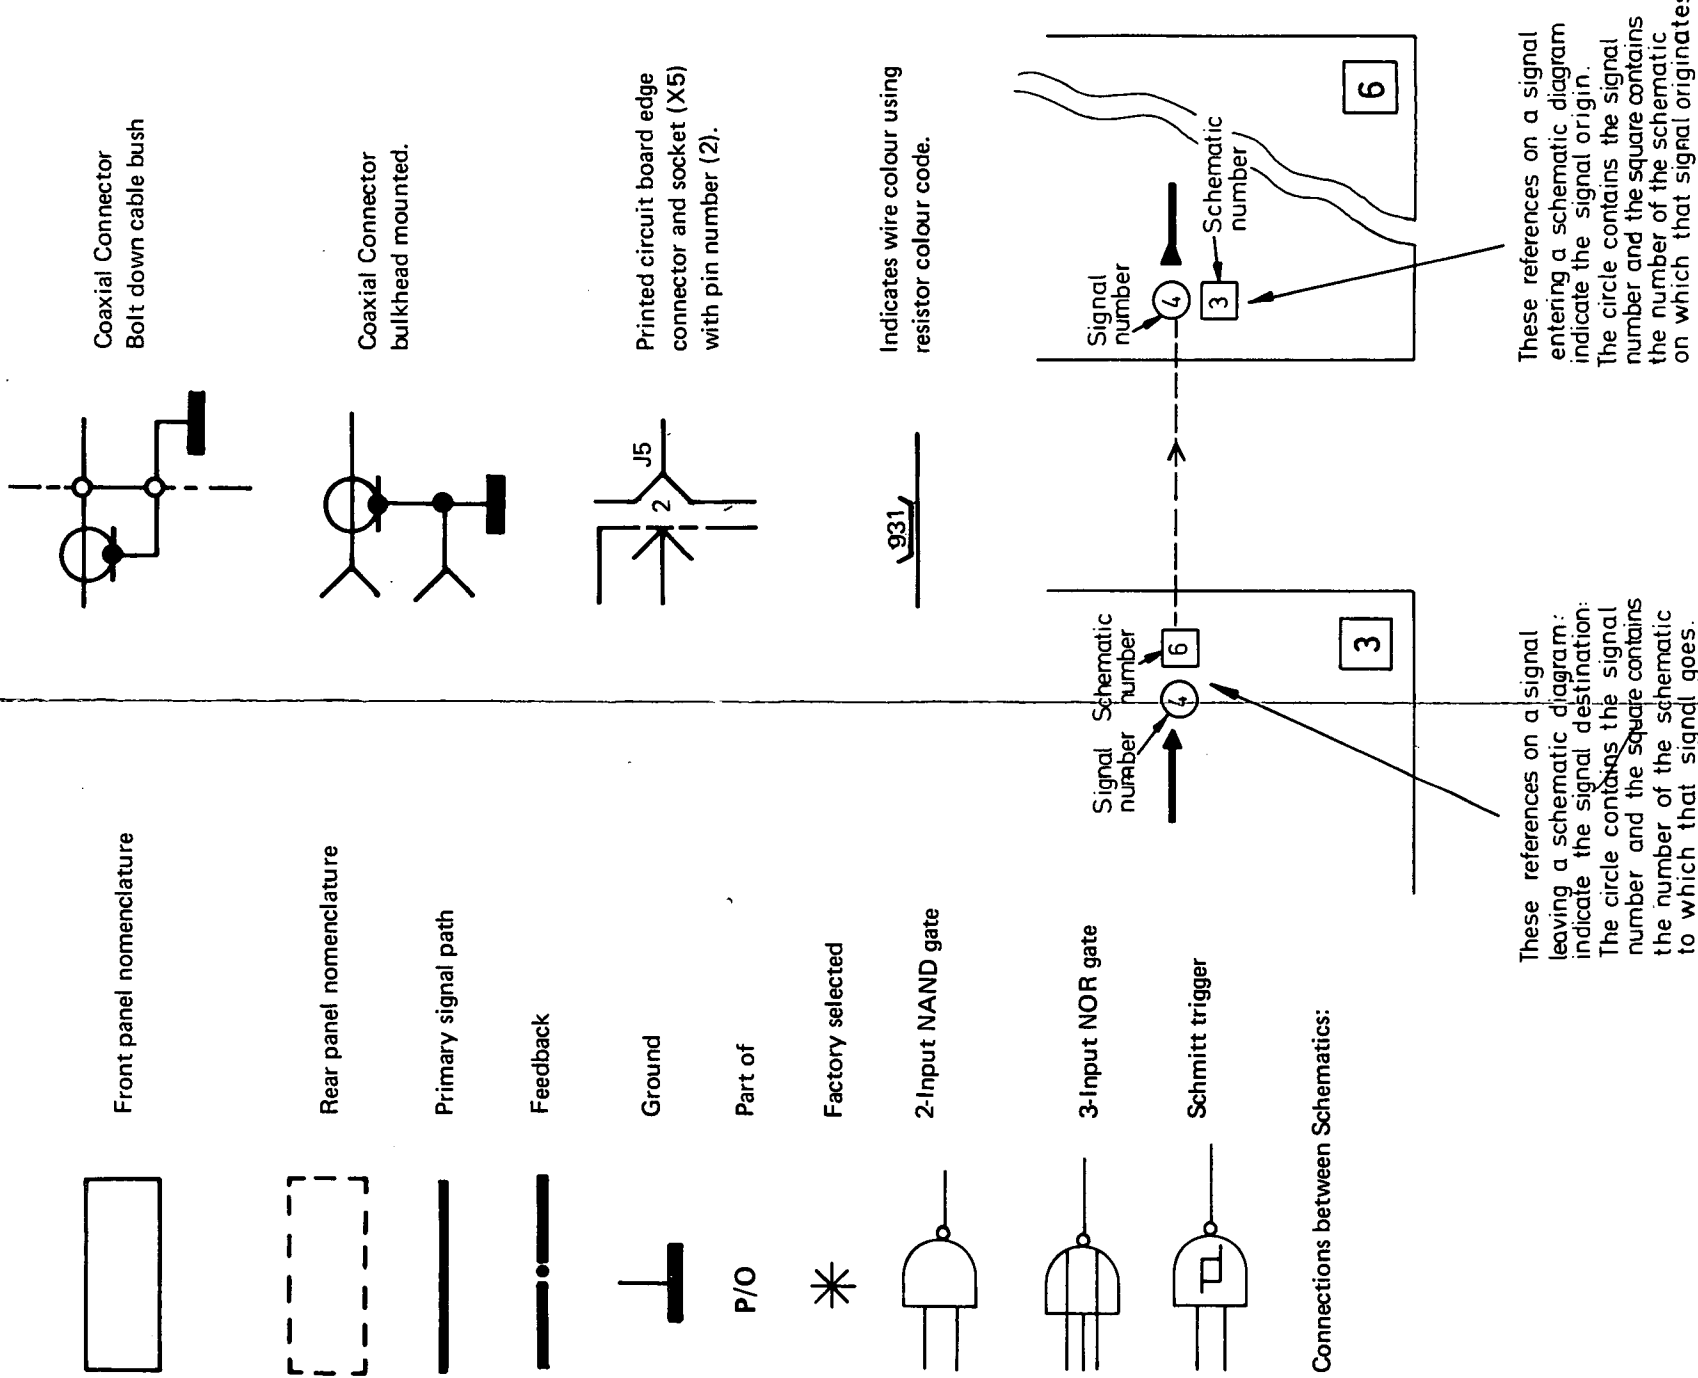 Front panel nomenclature
Rear panel nomenclature
Primary signal path
Feedback
Ground
P/O
Part of
Factory selected
2-Input NAND gate
3-Input NOR gate
Schmitt trigger
Connections between Schematics:
Coaxial Connector
Bolt down cable bush
Coaxial Connector
bulkhead mounted.
2
J5
Printed circuit board edge
connector and socket (X5)
with pin number (2).
931
Indicates wire colour using
resistor colour code.
Signal
number
Schematic
number
4
6
3
Signal
number
4
3
Schematic
number
6
These references on a signal
leaving a schematic diagram:
indicate the signal destination:
The circle contains the signal
number and the square contains
the number of the schematic
to which that signal goes.
These references on a signal
entering a schematic diagram
indicate the signal origin.
The circle contains the signal
number and the square contains
the number of the schematic
on which that signal originates